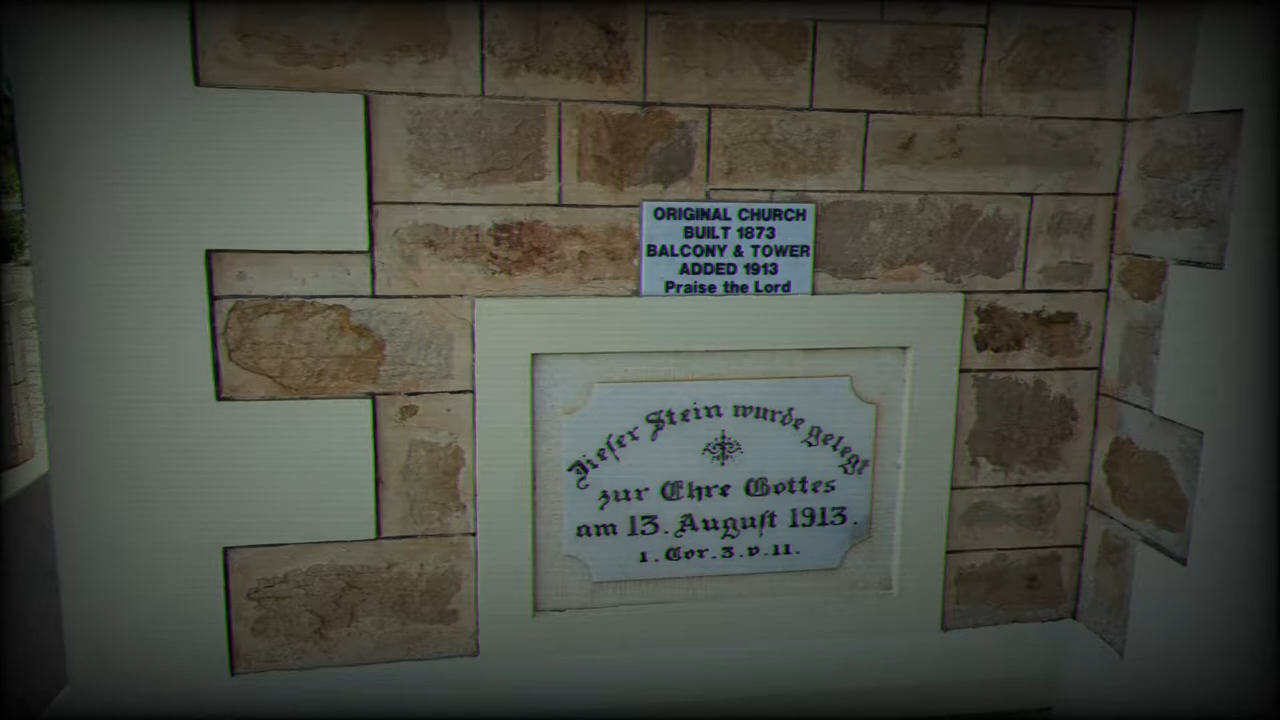 ORIGINAL CHURCH
BUILT 1873
BALCONY & TOWER
ADDED 1913
Praise the Lord
Dieser Stein wurde gelegt
zur Ehre Gottes
am 13. August 1913.
1. Cor. 3. v. 11.